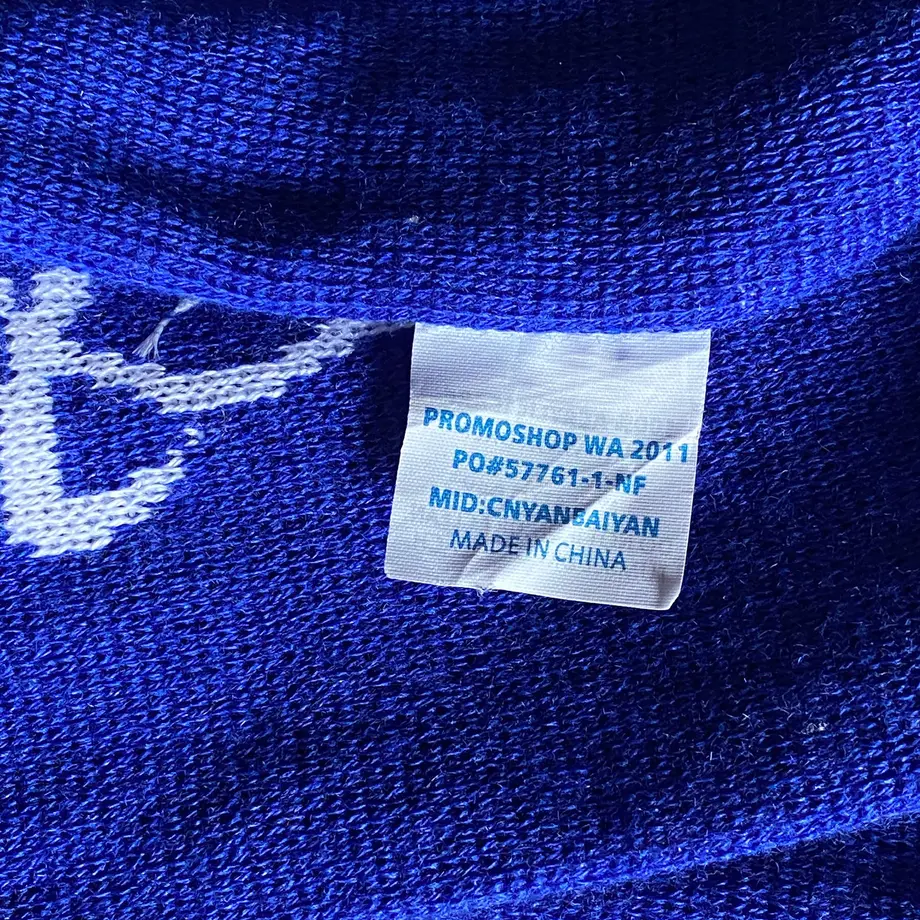 PROMOSHOP WA 2011
PO#57761-1-NF
MID:CNYANBAIYAN
MADE IN CHINA